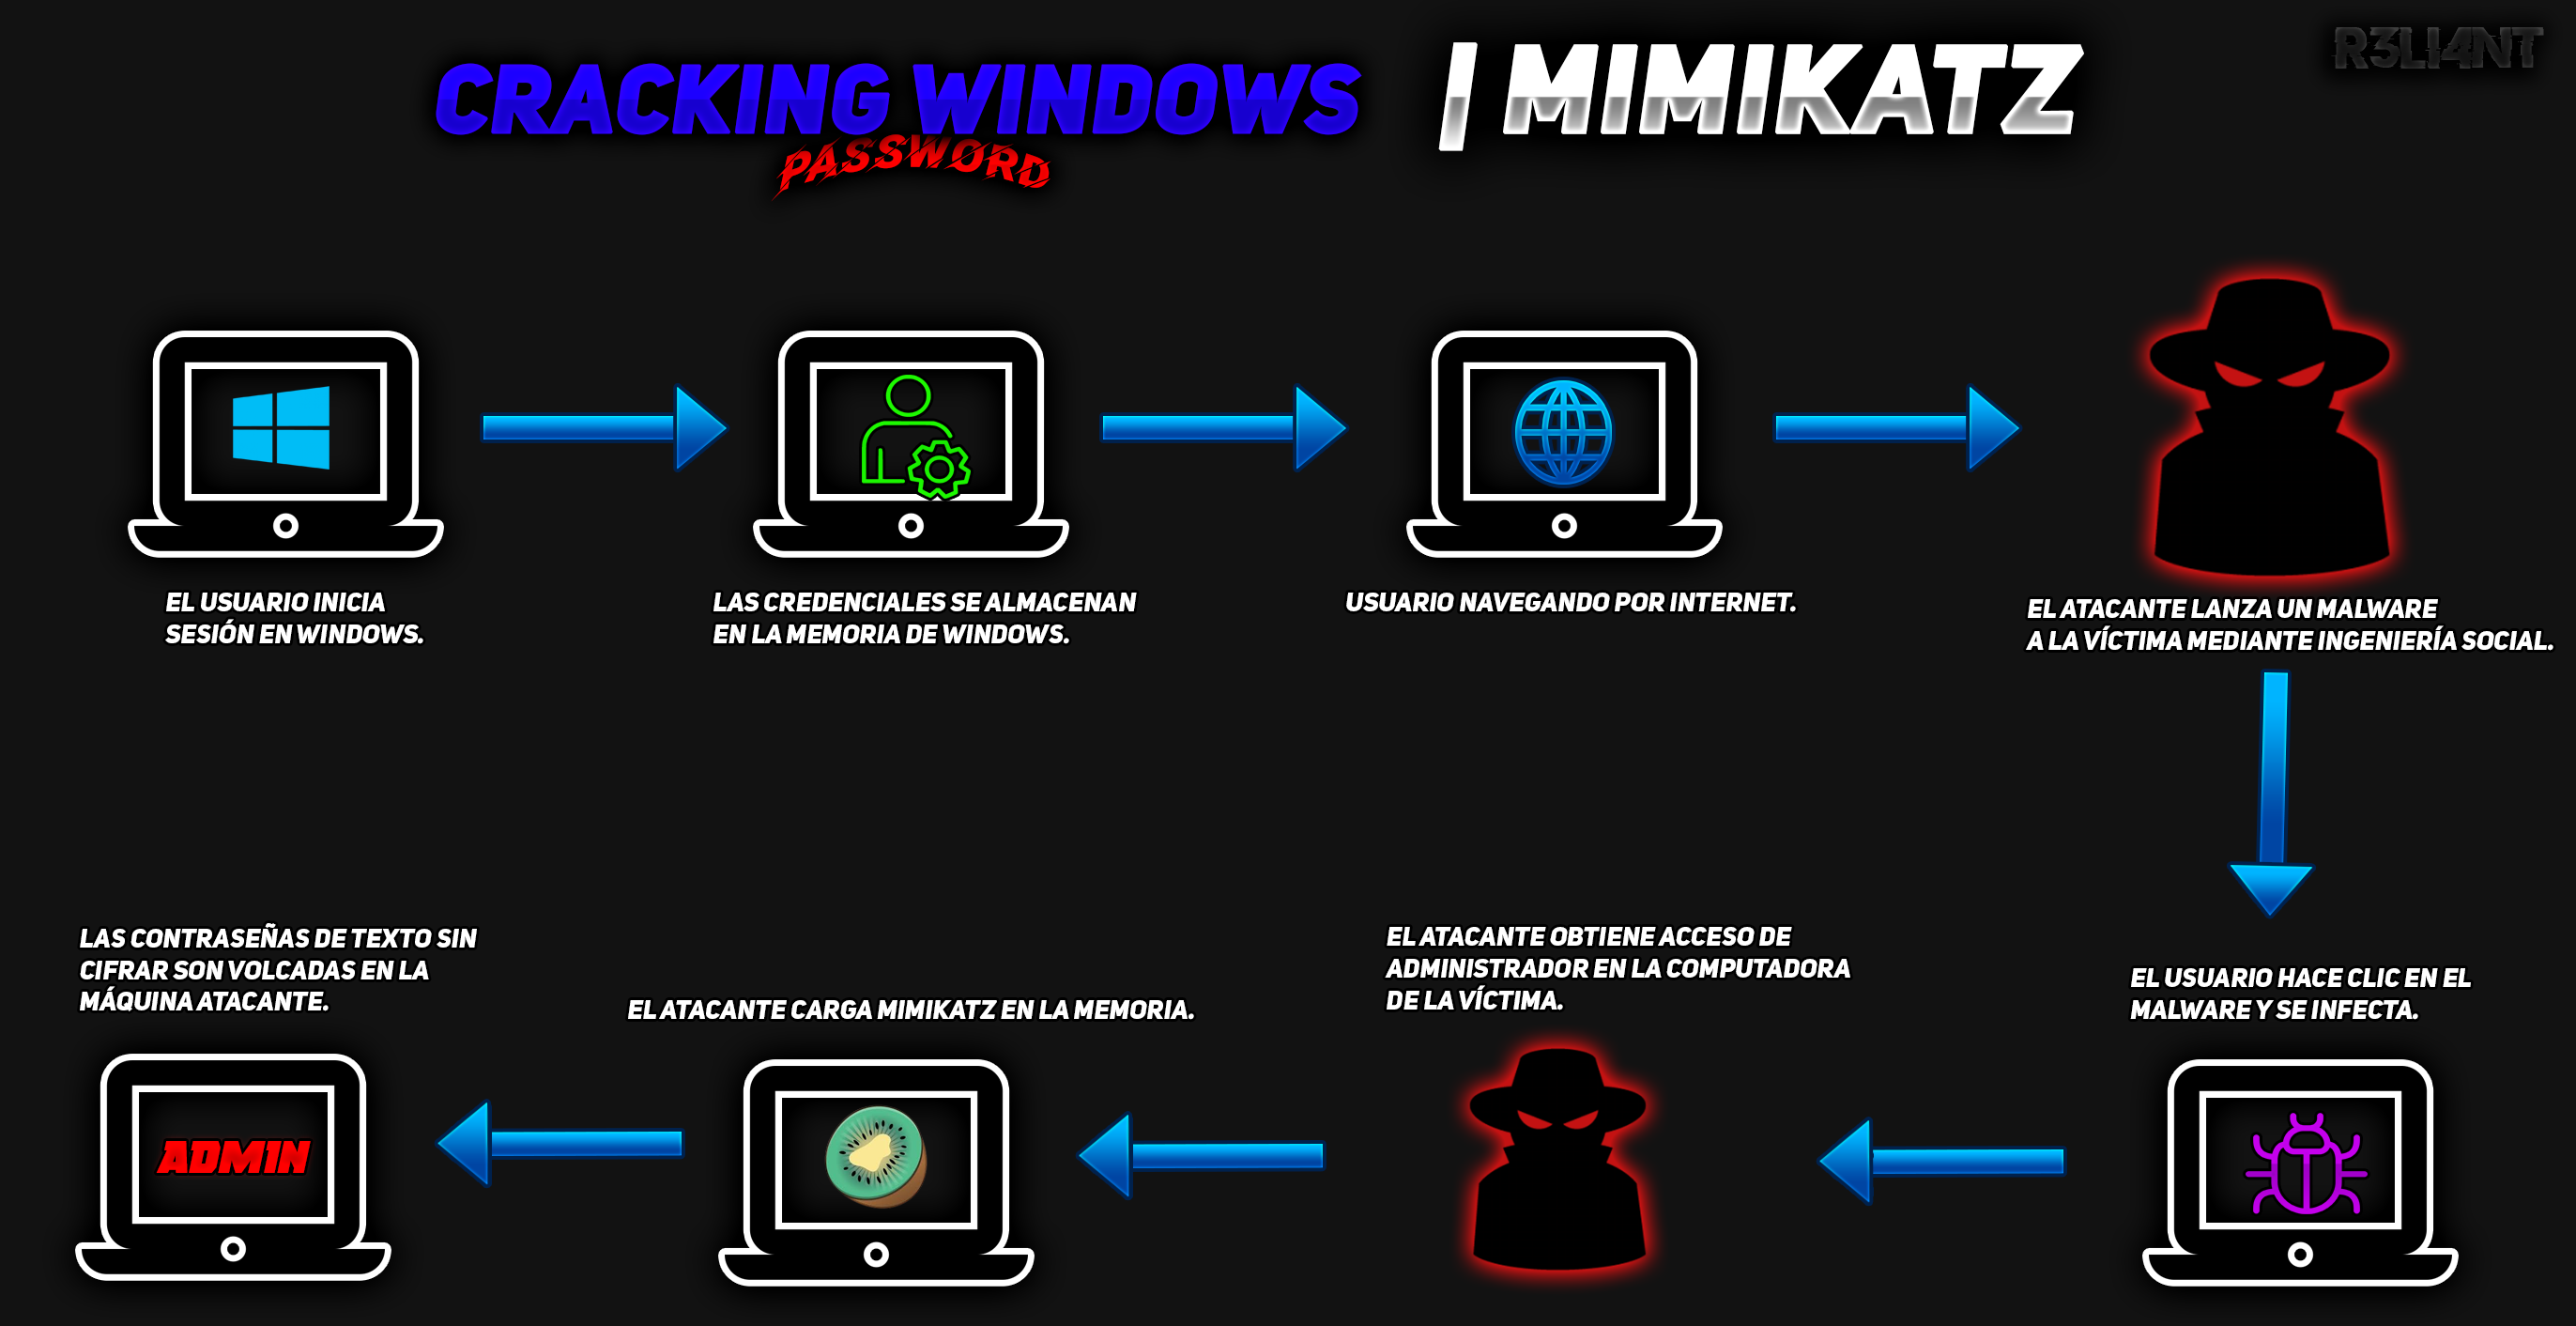 CRACKING WINDOWS | MIMIKATZ
PASSWORD
R3LI4NT
EL USUARIO INICIA
SESIÓN EN WINDOWS.
LAS CREDENCIALES SE ALMACENAN
EN LA MEMORIA DE WINDOWS.
USUARIO NAVEGANDO POR INTERNET.
EL ATACANTE LANZA UN MALWARE
A LA VÍCTIMA MEDIANTE INGENIERÍA SOCIAL.
EL USUARIO HACE CLIC EN EL
MALWARE Y SE INFECTA.
EL ATACANTE OBTIENE ACCESO DE
ADMINISTRADOR EN LA COMPUTADORA
DE LA VÍCTIMA.
EL ATACANTE CARGA MIMIKATZ EN LA MEMORIA.
LAS CONTRASEÑAS DE TEXTO SIN
CIFRAR SON VOLCADAS EN LA
MÁQUINA ATACANTE.
ADM1N